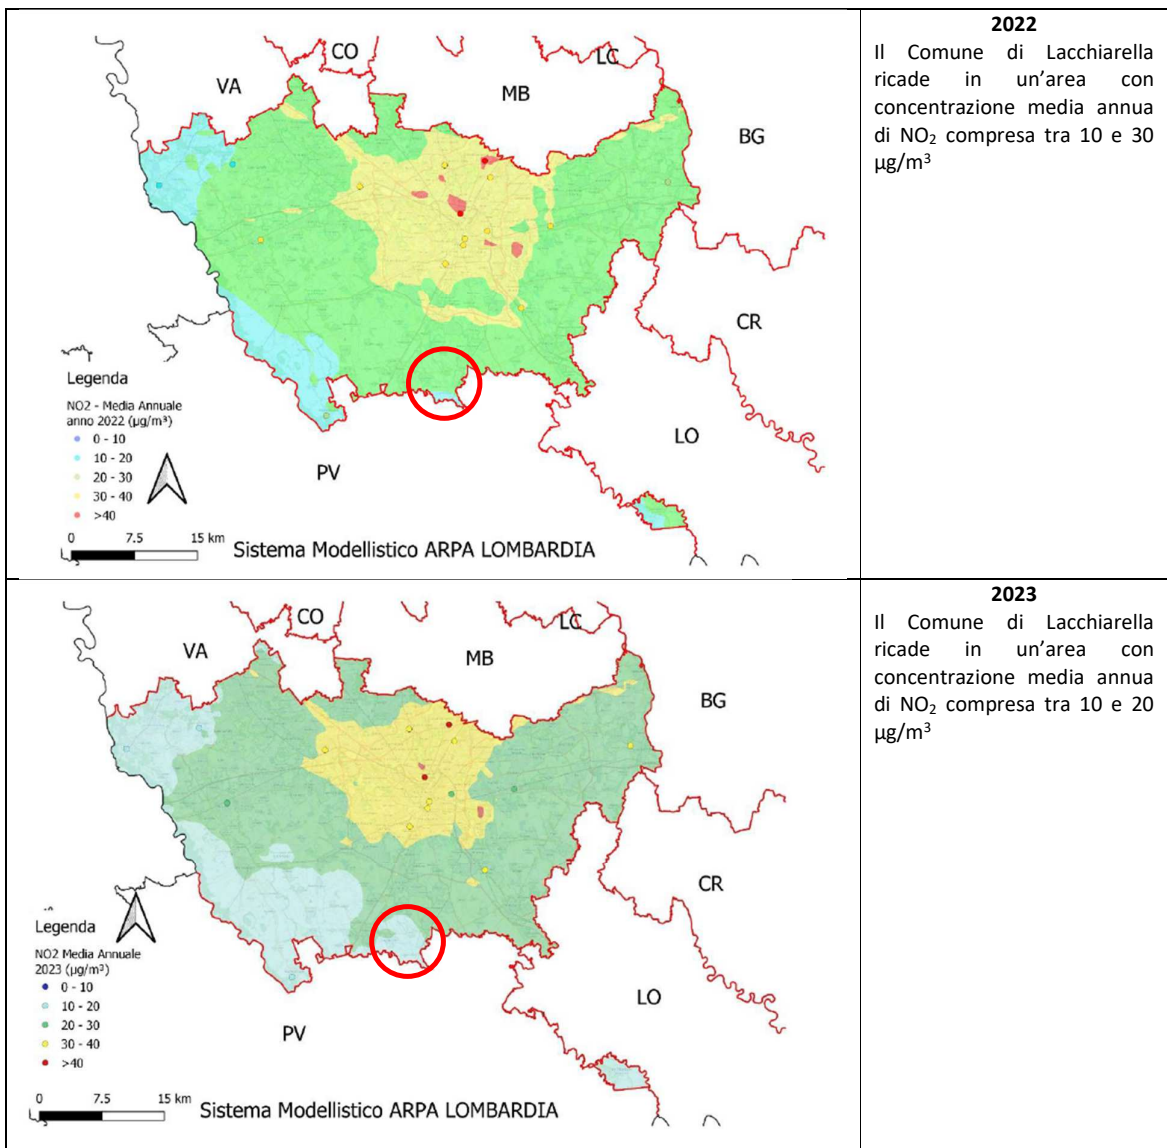 2022
Il Comune di Lacchiarella
ricade in un’area con
concentrazione media annua
di NO₂ compresa tra 10 e 30
µg/m³
CO
LC
VA
MB
BG
CR
LO
PV
Legenda
NO2 - Media Annuale
anno 2022 (µg/m³)
0 - 10
10 - 20
20 - 30
30 - 40
>40
0 7.5 15 km
Sistema Modellistico ARPA LOMBARDIA
2023
Il Comune di Lacchiarella
ricade in un’area con
concentrazione media annua
di NO₂ compresa tra 10 e 20
µg/m³
CO
LC
VA
MB
BG
CR
LO
PV
Legenda
NO2 Media Annuale
2023 (µg/m³)
0 - 10
10 - 20
20 - 30
30 - 40
>40
0 7.5 15 km
Sistema Modellistico ARPA LOMBARDIA